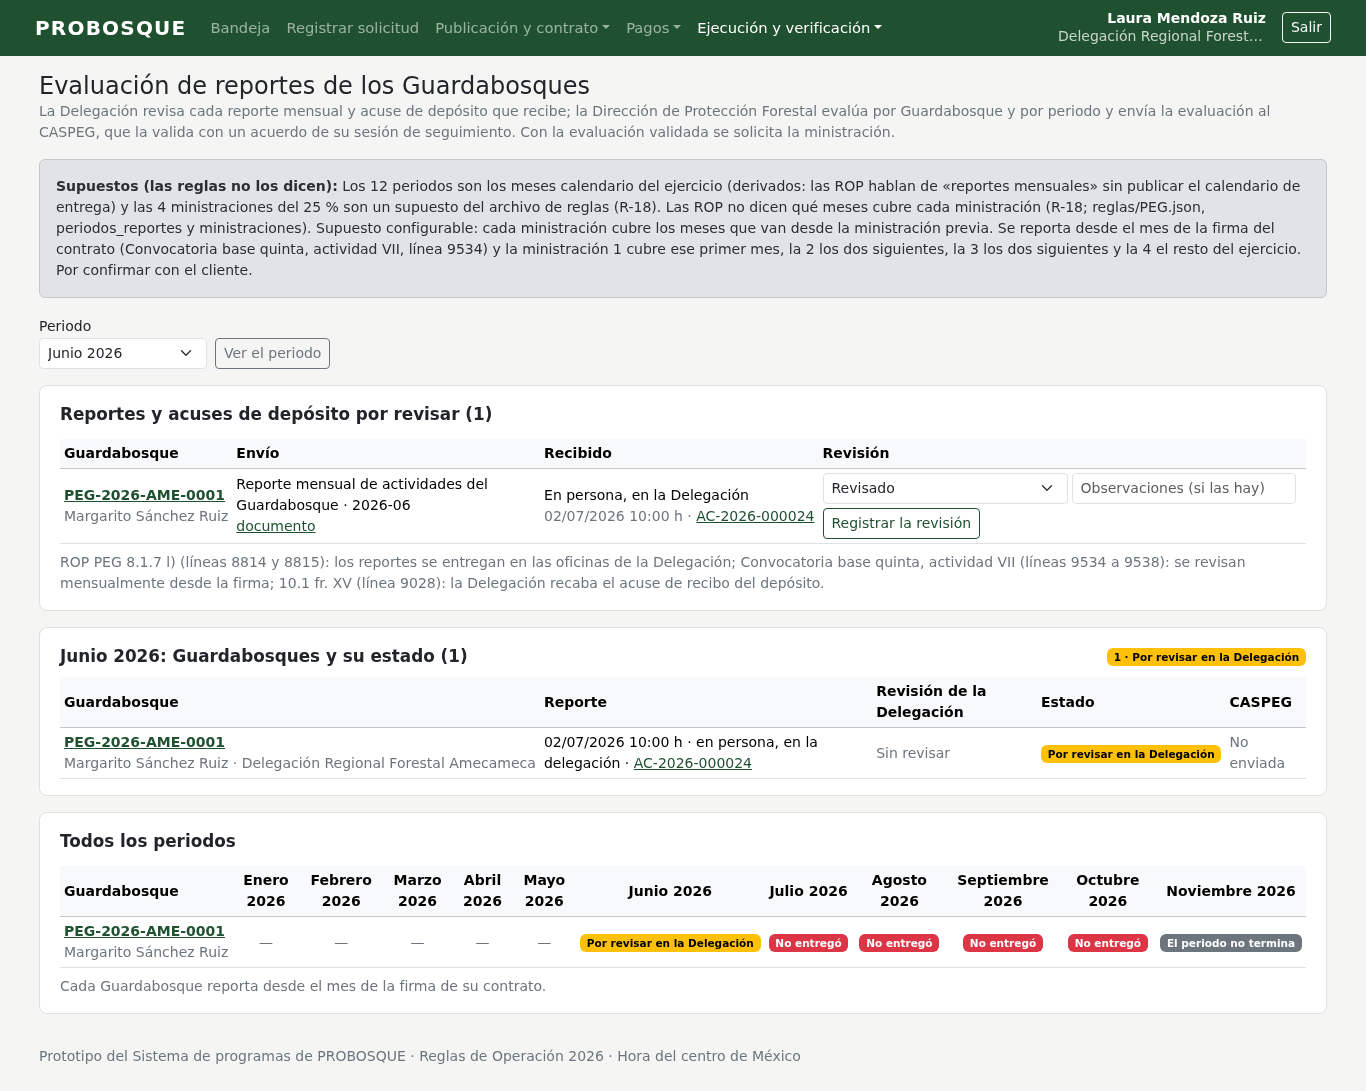 PROBOSQUE Bandeja Registrar solicitud Publicación y contrato Pagos Ejecución y verificación Laura Mendoza Ruiz Salir
Delegación Regional Forest...
Evaluación de reportes de los Guardabosques
La Delegación revisa cada reporte mensual y acuse de depósito que recibe; la Dirección de Protección Forestal evalúa por Guardabosque y por periodo y envía la evaluación al
CASPEG, que la valida con un acuerdo de su sesión de seguimiento. Con la evaluación validada se solicita la ministración.
Supuestos (las reglas no los dicen): Los 12 periodos son los meses calendario del ejercicio (derivados: las ROP hablan de «reportes mensuales» sin publicar el calendario de
entrega) y las 4 ministraciones del 25 % son un supuesto del archivo de reglas (R-18). Las ROP no dicen qué meses cubre cada ministración (R-18; reglas/PEG.json,
periodos_reportes y ministraciones). Supuesto configurable: cada ministración cubre los meses que van desde la ministración previa. Se reporta desde el mes de la firma del
contrato (Convocatoria base quinta, actividad VII, línea 9534) y la ministración 1 cubre ese primer mes, la 2 los dos siguientes, la 3 los dos siguientes y la 4 el resto del ejercicio.
Por confirmar con el cliente.
Periodo
Junio 2026 Ver el periodo
Reportes y acuses de depósito por revisar (1)
Guardabosque Envío Recibido Revisión
PEG-2026-AME-0001
Margarito Sánchez Ruiz
Reporte mensual de actividades del
Guardabosque · 2026-06
documento
En persona, en la Delegación
02/07/2026 10:00 h · AC-2026-000024
Revisado Observaciones (si las hay)
Registrar la revisión
ROP PEG 8.1.7 l) (líneas 8814 y 8815): los reportes se entregan en las oficinas de la Delegación; Convocatoria base quinta, actividad VII (líneas 9534 a 9538): se revisan
mensualmente desde la firma; 10.1 fr. XV (línea 9028): la Delegación recaba el acuse de recibo del depósito.
Junio 2026: Guardabosques y su estado (1) 1 · Por revisar en la Delegación
Guardabosque Reporte Revisión de la Delegación Estado CASPEG
PEG-2026-AME-0001
Margarito Sánchez Ruiz · Delegación Regional Forestal Amecameca
02/07/2026 10:00 h · en persona, en la
delegación · AC-2026-000024
Sin revisar
Por revisar en la Delegación
No
enviada
Todos los periodos
Guardabosque Enero 2026 Febrero 2026 Marzo 2026 Abril 2026 Mayo 2026 Junio 2026 Julio 2026 Agosto 2026 Septiembre 2026 Octubre 2026 Noviembre 2026
PEG-2026-AME-0001
Margarito Sánchez Ruiz
— — — — — Por revisar en la Delegación No entregó No entregó No entregó No entregó El periodo no termina
Cada Guardabosque reporta desde el mes de la firma de su contrato.
Prototipo del Sistema de programas de PROBOSQUE · Reglas de Operación 2026 · Hora del centro de México